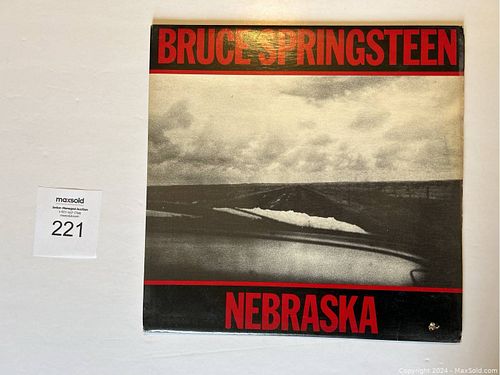 BRUCE SPRINGSTEEN
maxsold
221
NEBRASKA
Copyright 2024 - MaxSold.com